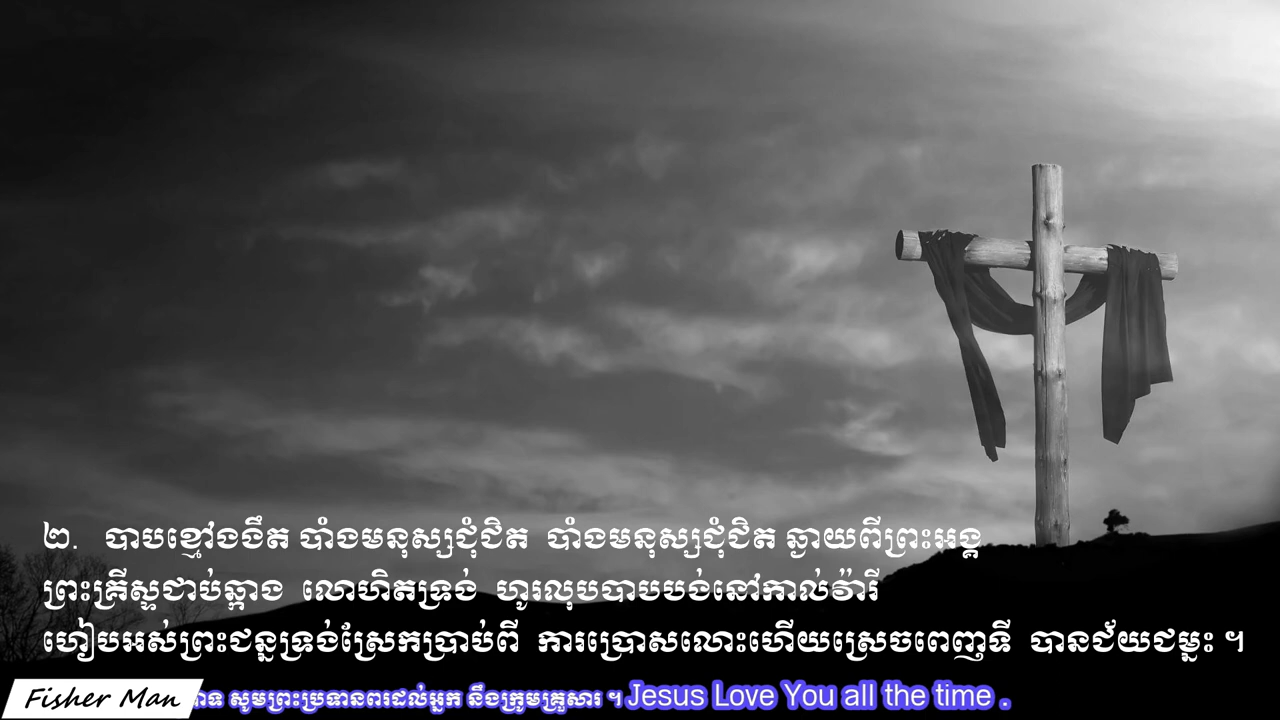 ២. បាបខ្មៅងងឹត បាំងមនុស្សជុំជិត បាំងមនុស្សជុំជិត ឆ្ងាយពីព្រះអង្គ
ព្រះគ្រីស្ទជាប់ឆ្កាង លោហិតទ្រង់ ហូរលុបបាបបង់នៅកាល់វ៉ារី
ហៀបអស់ព្រះជន្នទ្រង់ស្រែកប្រាប់ពី ការប្រោសលោះហើយស្រេចពេញទី បានជ័យជម្នះ ។
សូមព្រះប្រទានពរដល់អ្នក នឹងក្រុមគ្រួសារ ។ Jesus Love You all the time .
Fisher Man